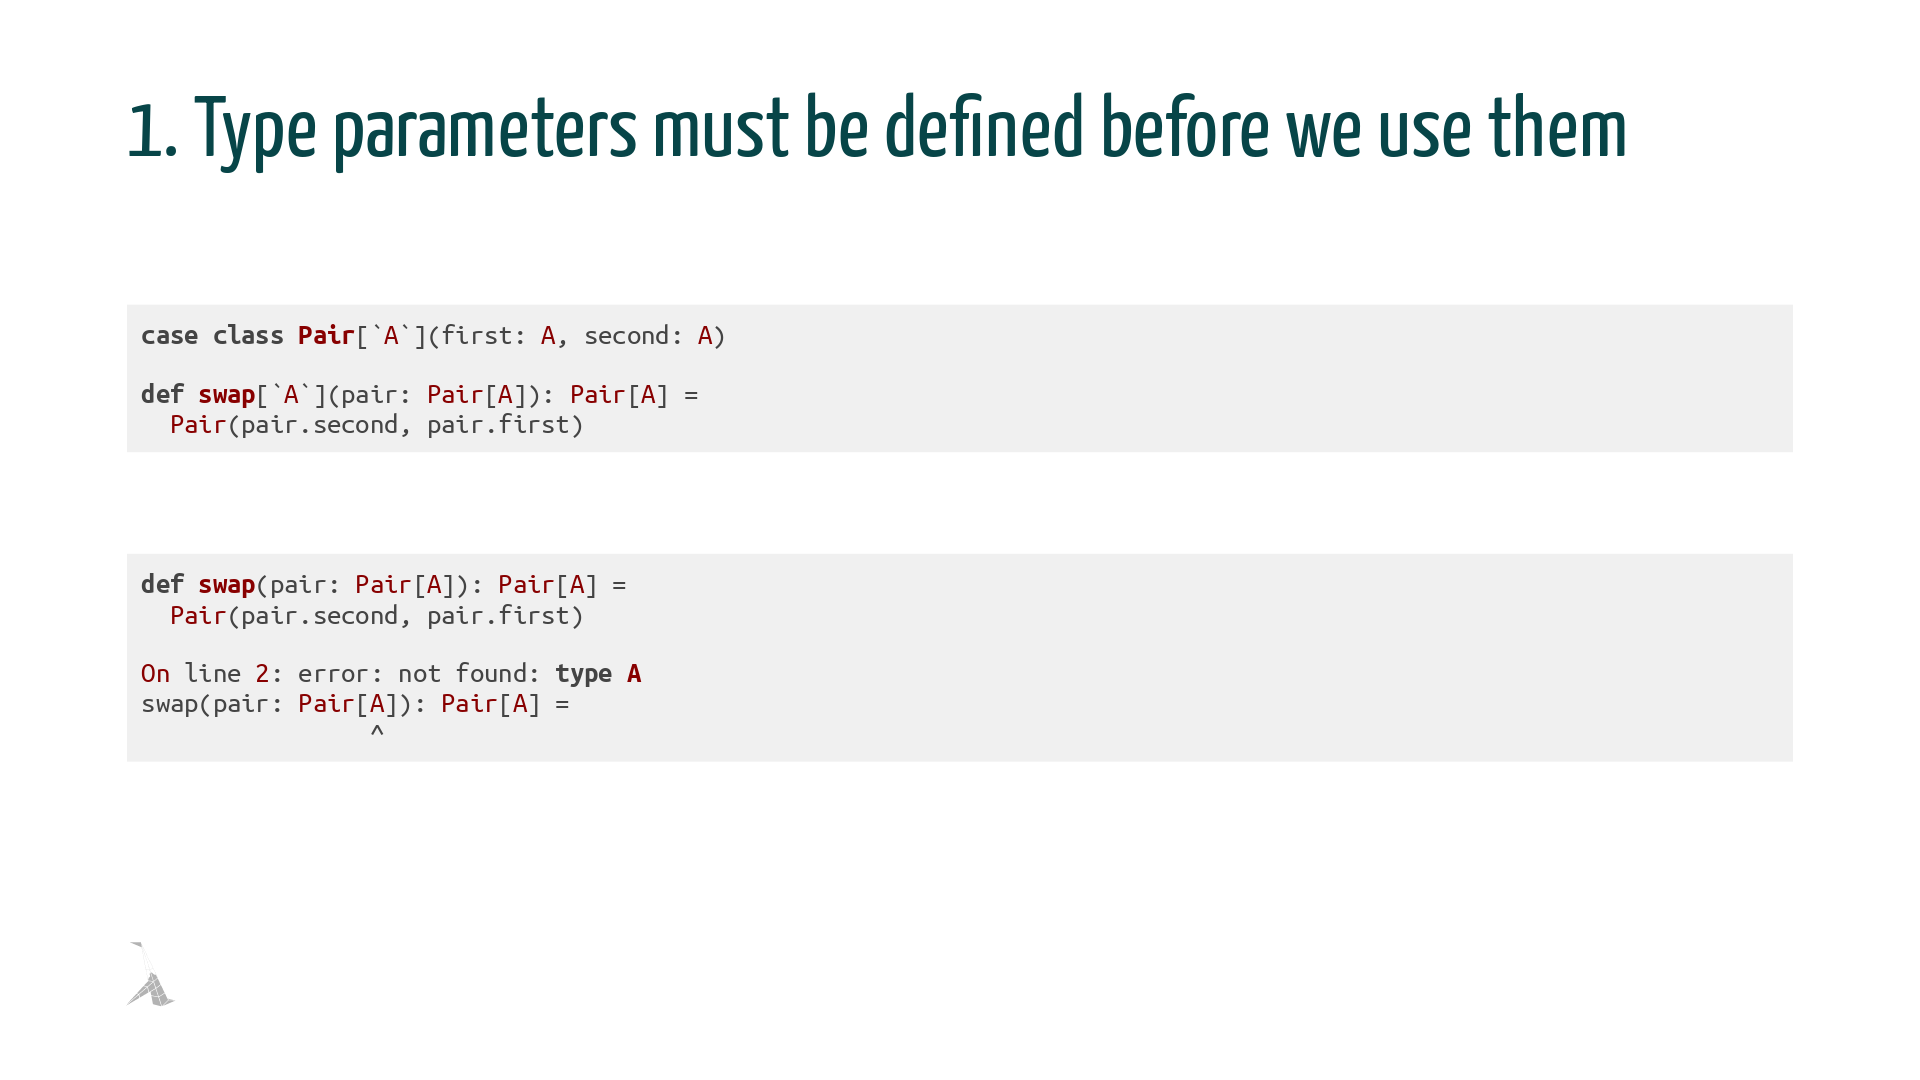 1. Type parameters must be defined before we use them
case class Pair[`A`](first: A, second: A)
def swap[`A`](pair: Pair[A]): Pair[A] =
  Pair(pair.second, pair.first)
def swap(pair: Pair[A]): Pair[A] =
  Pair(pair.second, pair.first)
On line 2: error: not found: type A
swap(pair: Pair[A]): Pair[A] =
                ^